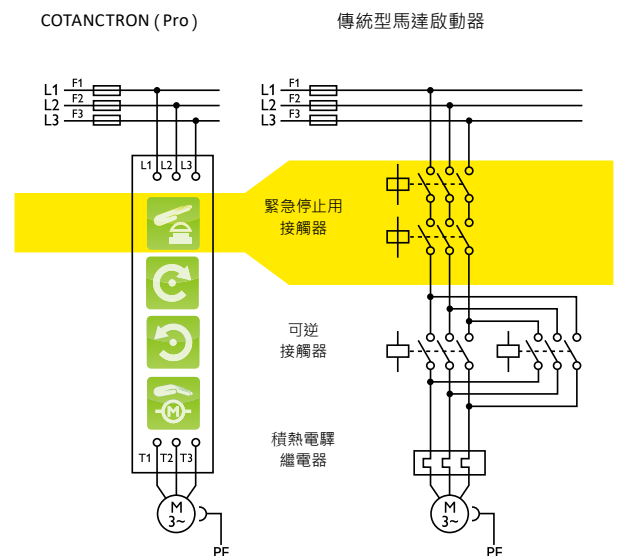 COTANCTRON ( Pro )
傳統型馬達啟動器
L1 F1
L2 F2
L3 F3
L1 F1
L2 F2
L3 F3
L1 L2 L3
緊急停止用
接觸器
可逆
接觸器
M
積熱電驛
繼電器
T1 T2 T3
M
3~
PE
M
3~
PE